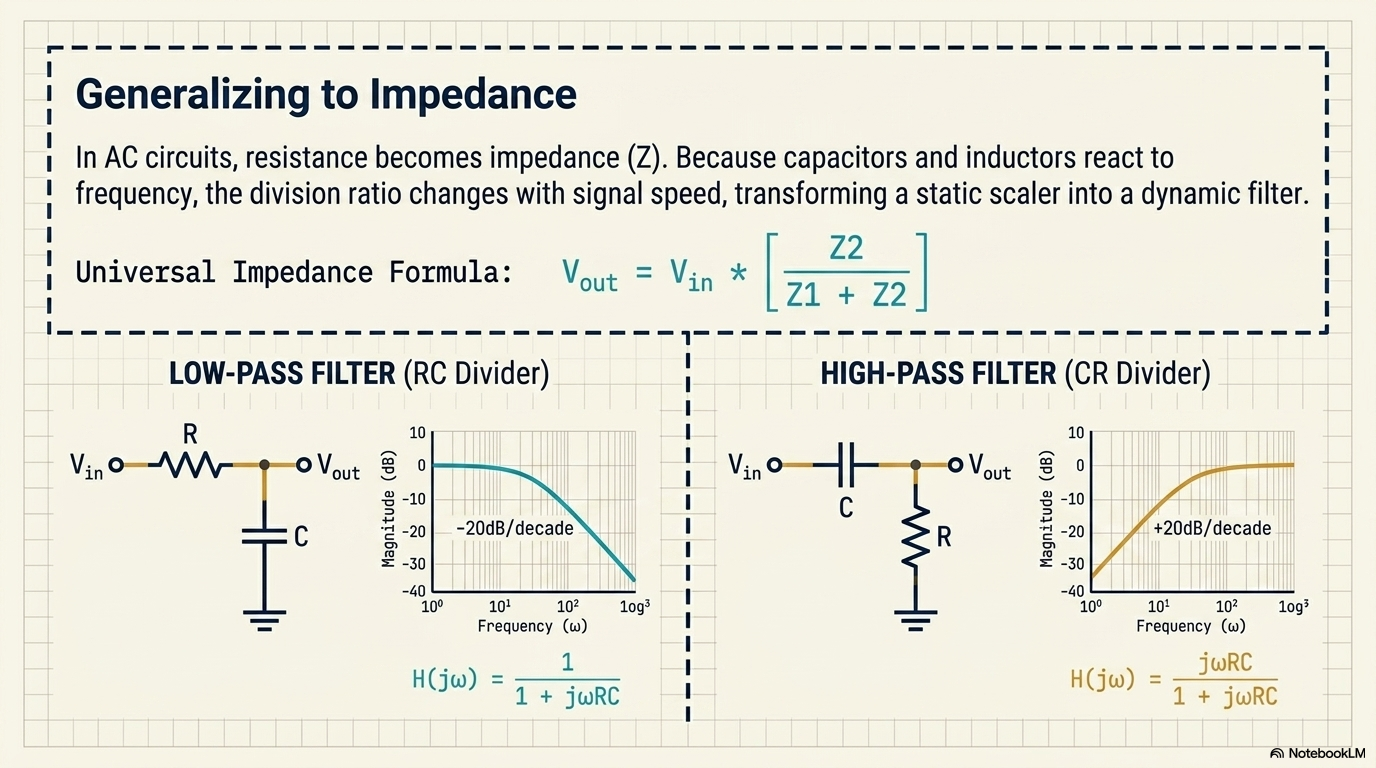 Generalizing to Impedance
In AC circuits, resistance becomes impedance (Z). Because capacitors and inductors react to
frequency, the division ratio changes with signal speed, transforming a static scaler into a dynamic filter.
Universal Impedance Formula: Vout = Vin * [Z2 / Z1 + Z2]
LOW-PASS FILTER (RC Divider)
Vin
R
Vout
C
Magnitude (dB)
10
0
-10
-20
-30
-40
-20dB/decade
10⁰ 10¹ 10² 1og³
Frequency (ω)
H(jω) = 1 / 1 + jωRC
HIGH-PASS FILTER (CR Divider)
Vin
C
Vout
R
Magnitude (dB)
10
0
-10
-20
-30
-40
+20dB/decade
10⁰ 10¹ 10² 1og³
Frequency (ω)
H(jω) = jωRC / 1 + jωRC
NotebookLM